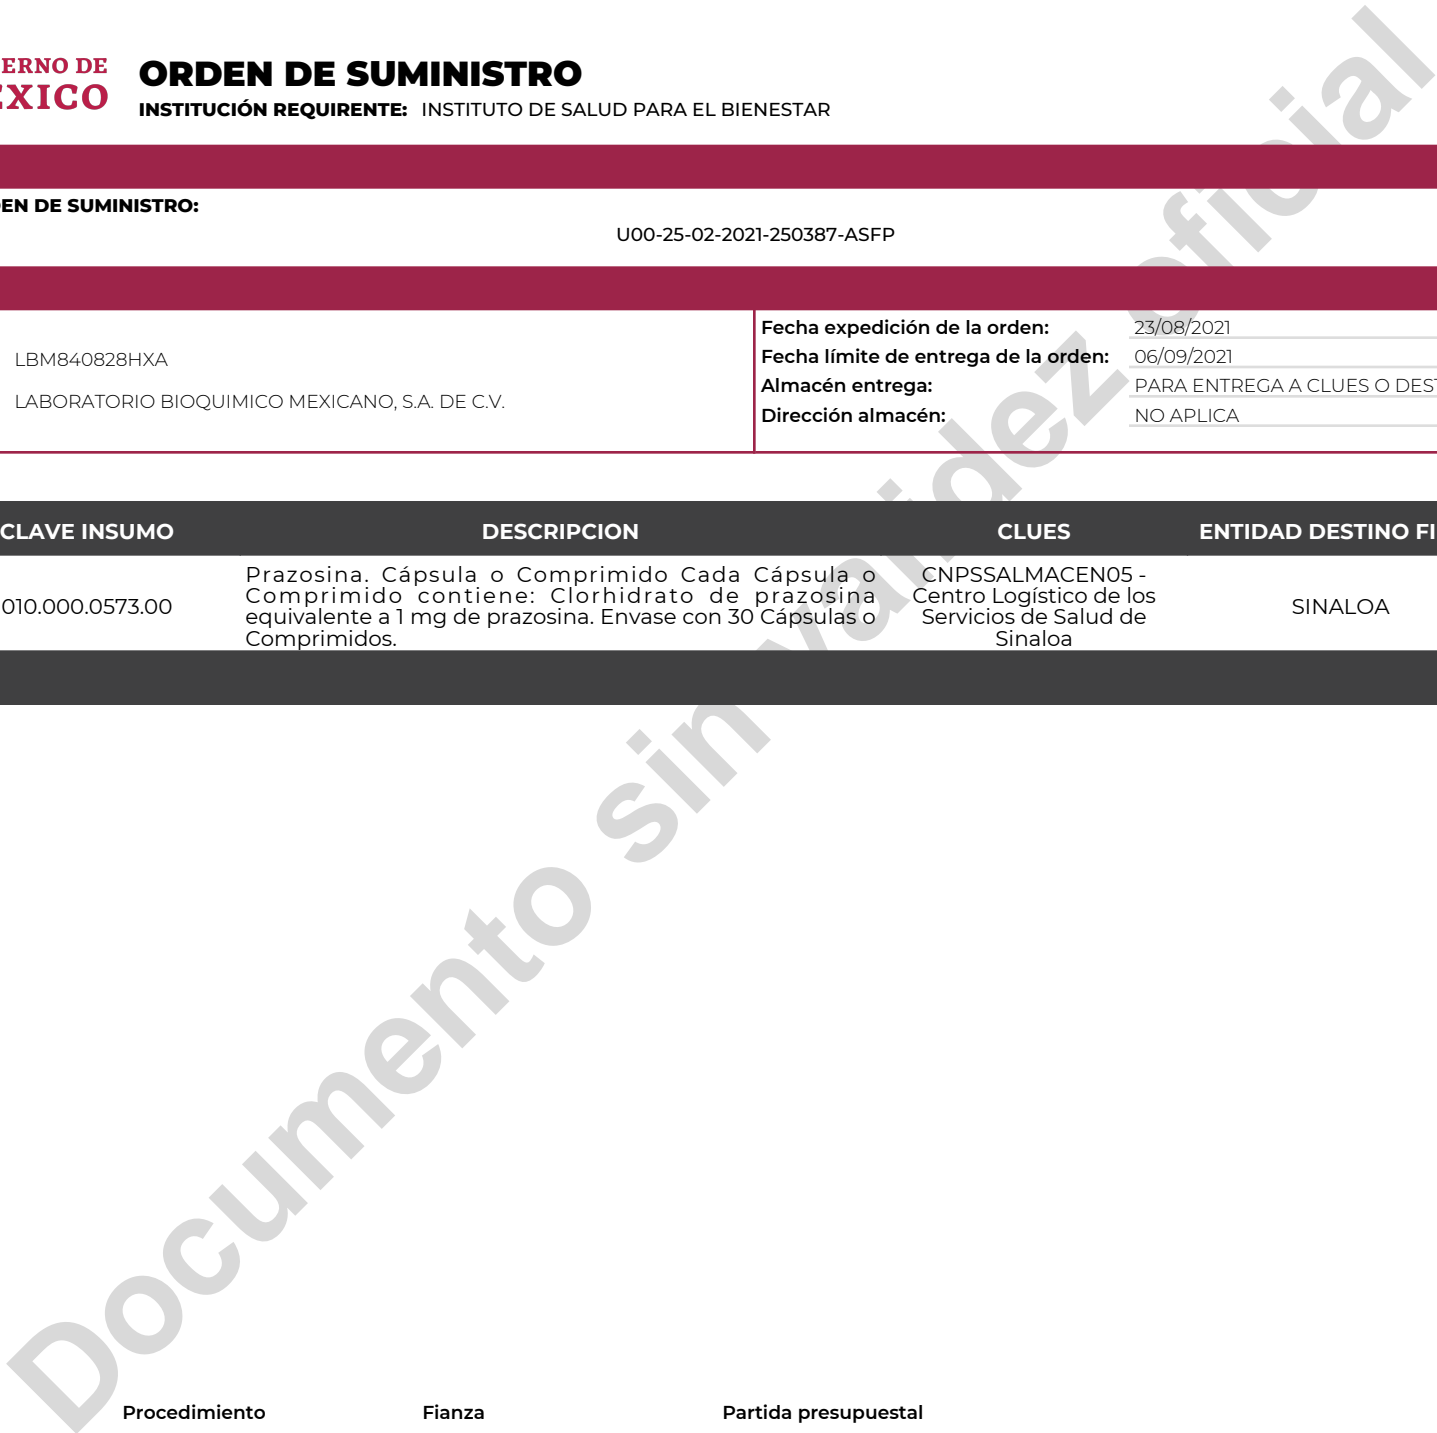 ERNO DE
EXICO
ORDEN DE SUMINISTRO
INSTITUCIÓN REQUIRENTE: INSTITUTO DE SALUD PARA EL BIENESTAR
EN DE SUMINISTRO:
U00-25-02-2021-250387-ASFP
LBM840828HXA
LABORATORIO BIOQUIMICO MEXICANO, S.A. DE C.V.
Fecha expedición de la orden: 23/08/2021
Fecha límite de entrega de la orden: 06/09/2021
Almacén entrega: PARA ENTREGA A CLUES O DEST
Dirección almacén: NO APLICA
CLAVE INSUMO DESCRIPCION CLUES ENTIDAD DESTINO FI
010.000.0573.00
Prazosina. Cápsula o Comprimido Cada Cápsula o
Comprimido contiene: Clorhidrato de prazosina
equivalente a 1 mg de prazosina. Envase con 30 Cápsulas o
Comprimidos.
CNPSSALMACEN05 -
Centro Logístico de los
Servicios de Salud de
Sinaloa
SINALOA
Documento sin validez oficial
Procedimiento Fianza Partida presupuestal